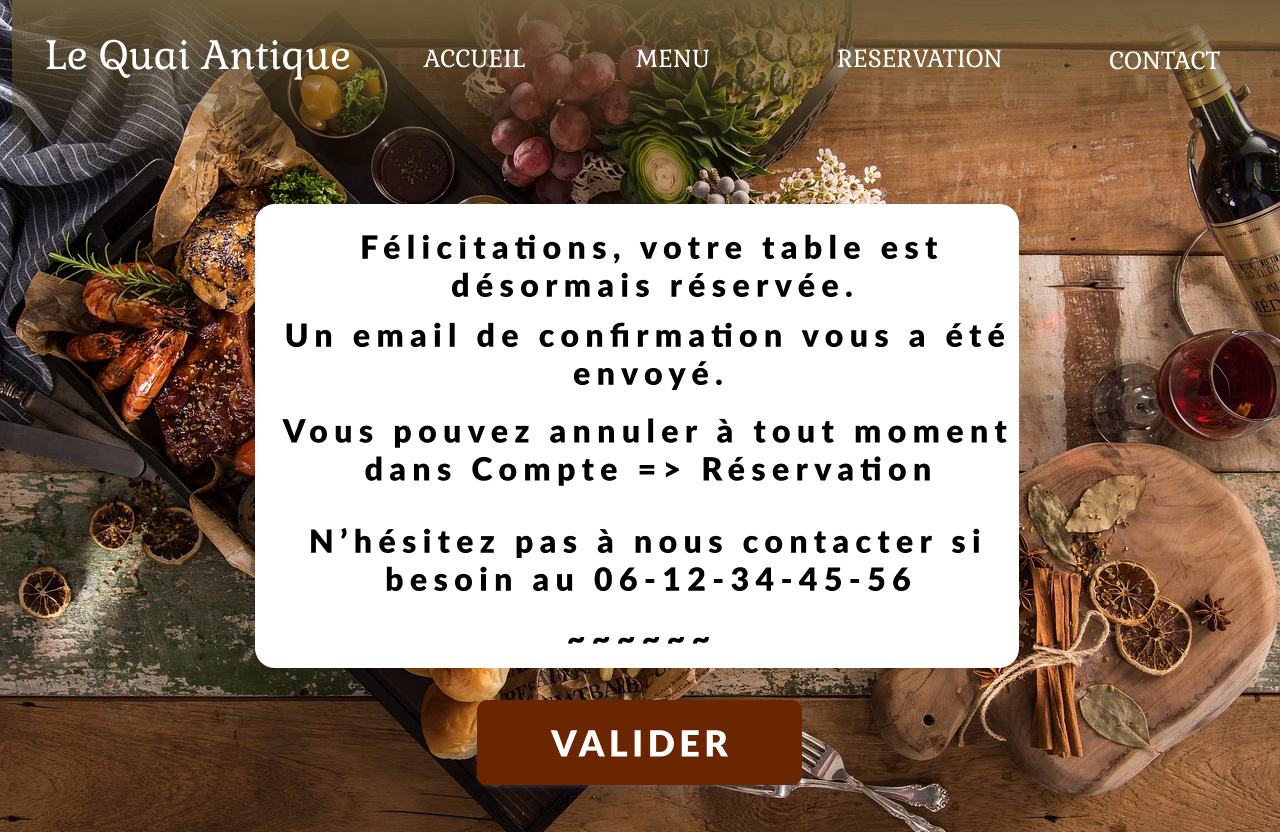 Le Quai Antique ACCUEIL MENU RESERVATION CONTACT
Félicitations, votre table est
désormais réservée.
Un email de confirmation vous a été
envoyé.
Vous pouvez annuler à tout moment
dans Compte => Réservation
N’hésitez pas à nous contacter si
besoin au 06-12-34-45-56
~~~~~~
VALIDER
GRAND VIN